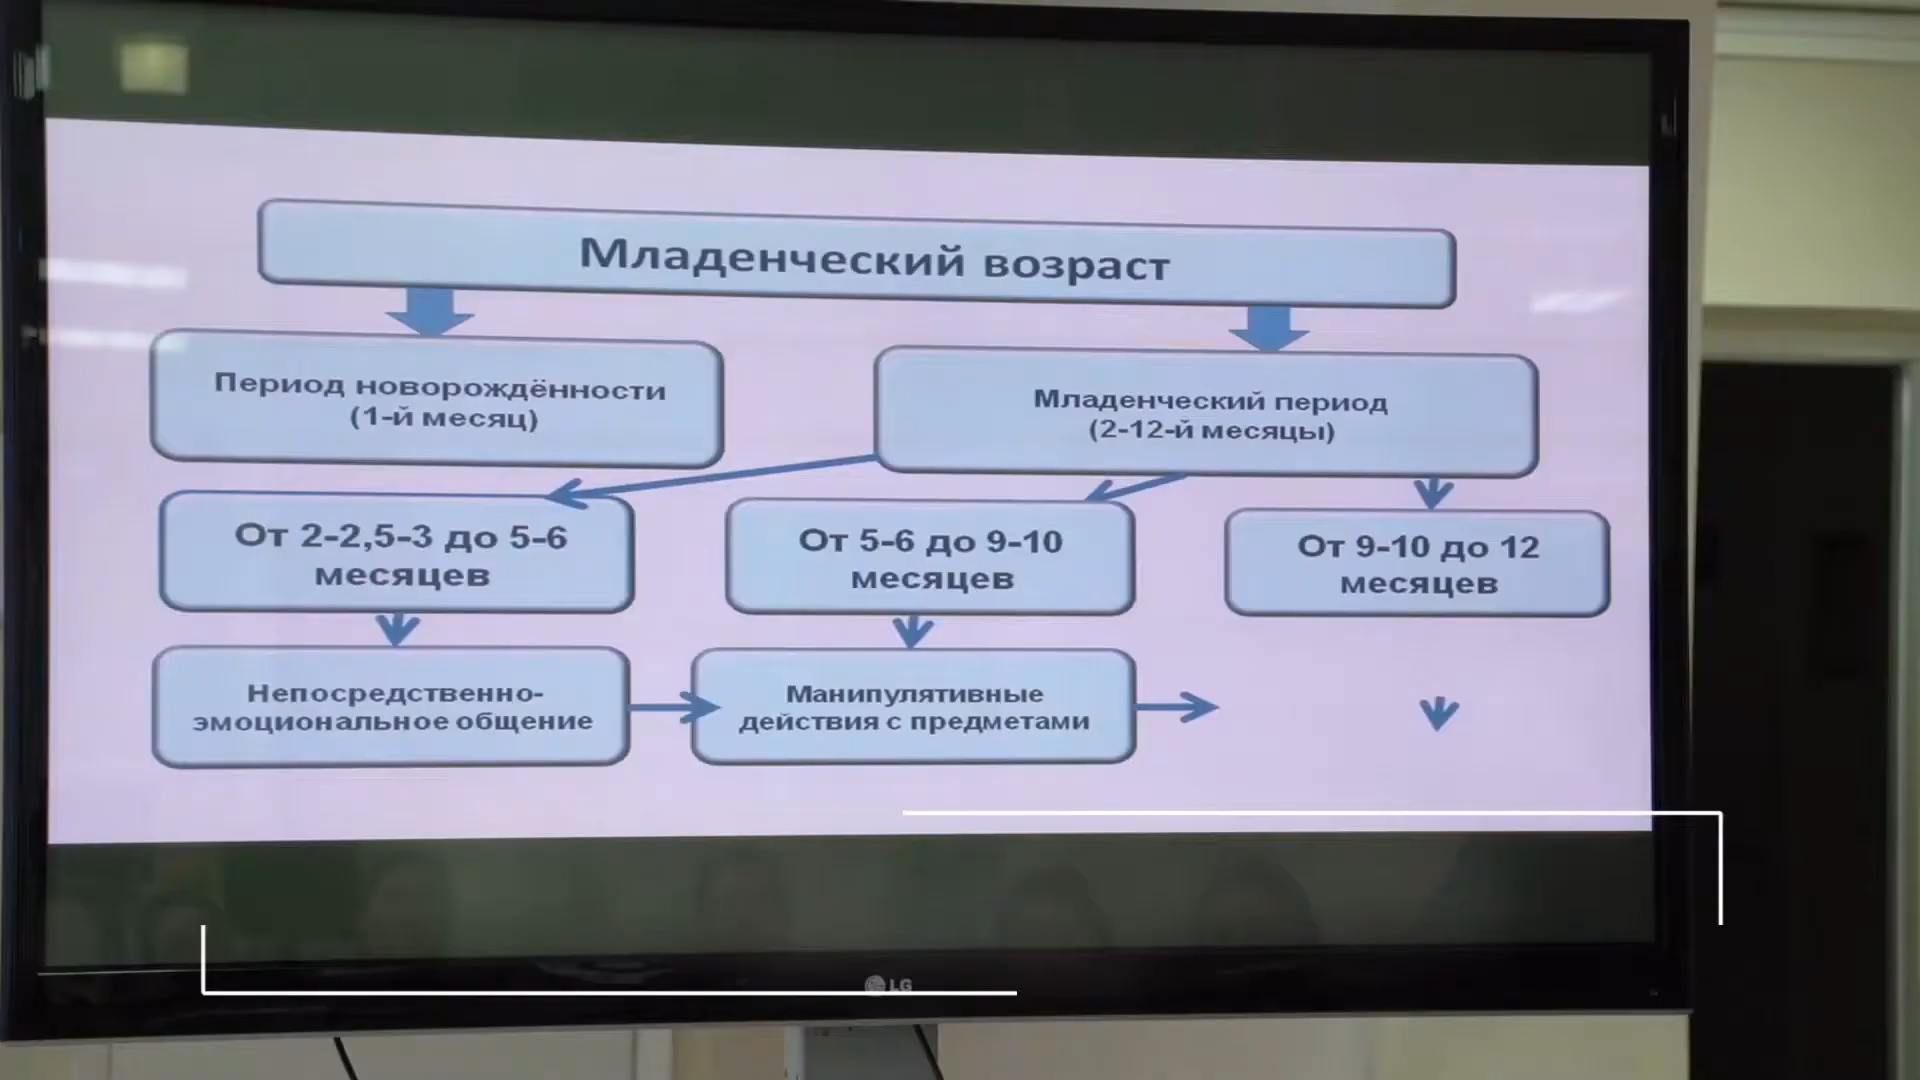 Младенческий возраст
Период новорождённости
(1-й месяц)
Младенческий период
(2-12-й месяцы)
От 2-2,5-3 до 5-6
месяцев
От 5-6 до 9-10
месяцев
От 9-10 до 12
месяцев
Непосредственно-
эмоциональное общение
Манипулятивные
действия с предметами
LG